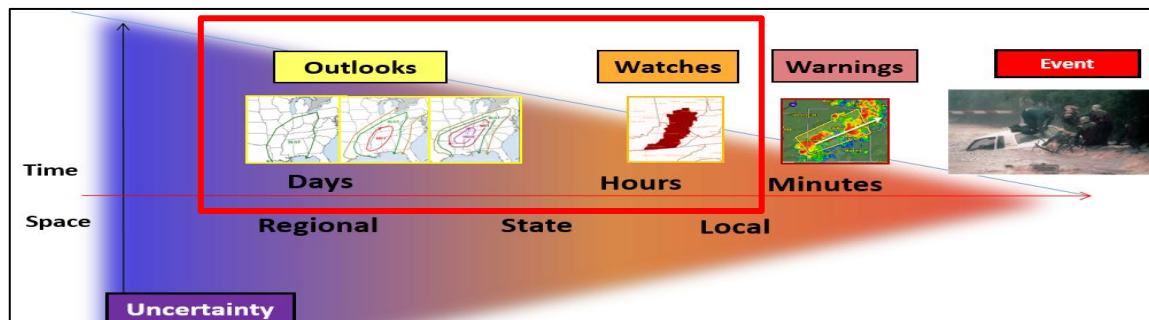 Outlooks
Watches
Warnings
Event
Time
Days
Hours
Minutes
Space
Regional
State
Local
Uncertainty